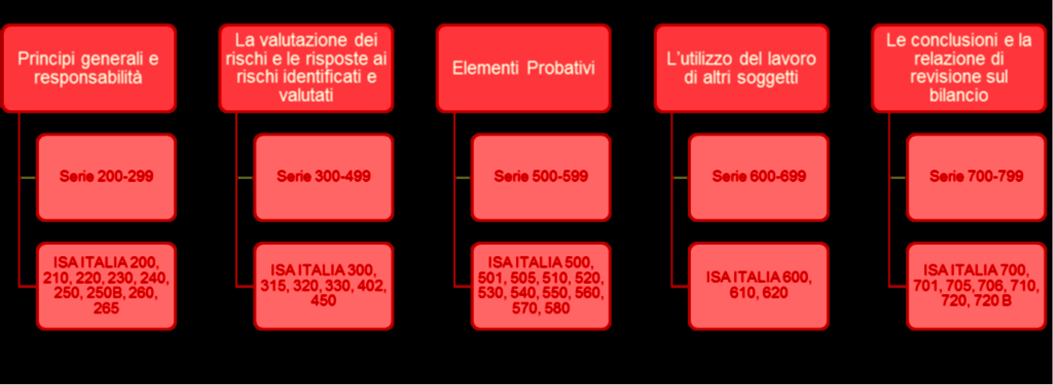 Principi generali e
responsabilità
Serie 200-299
ISA ITALIA 200,
210, 220, 230, 240,
250, 250B, 260,
265
La valutazione dei
rischi e le risposte ai
rischi identificati e
valutati
Serie 300-499
ISA ITALIA 300,
315, 320, 330, 402,
450
Elementi Probativi
Serie 500-599
ISA ITALIA 500,
501, 505, 510, 520,
530, 540, 550, 560,
570, 580
L'utilizzo del lavoro
di altri soggetti
Serie 600-699
ISA ITALIA 600,
610, 620
Le conclusioni e la
relazione di
revisione sul
bilancio
Serie 700-799
ISA ITALIA 700,
701, 705, 706, 710,
720, 720 B